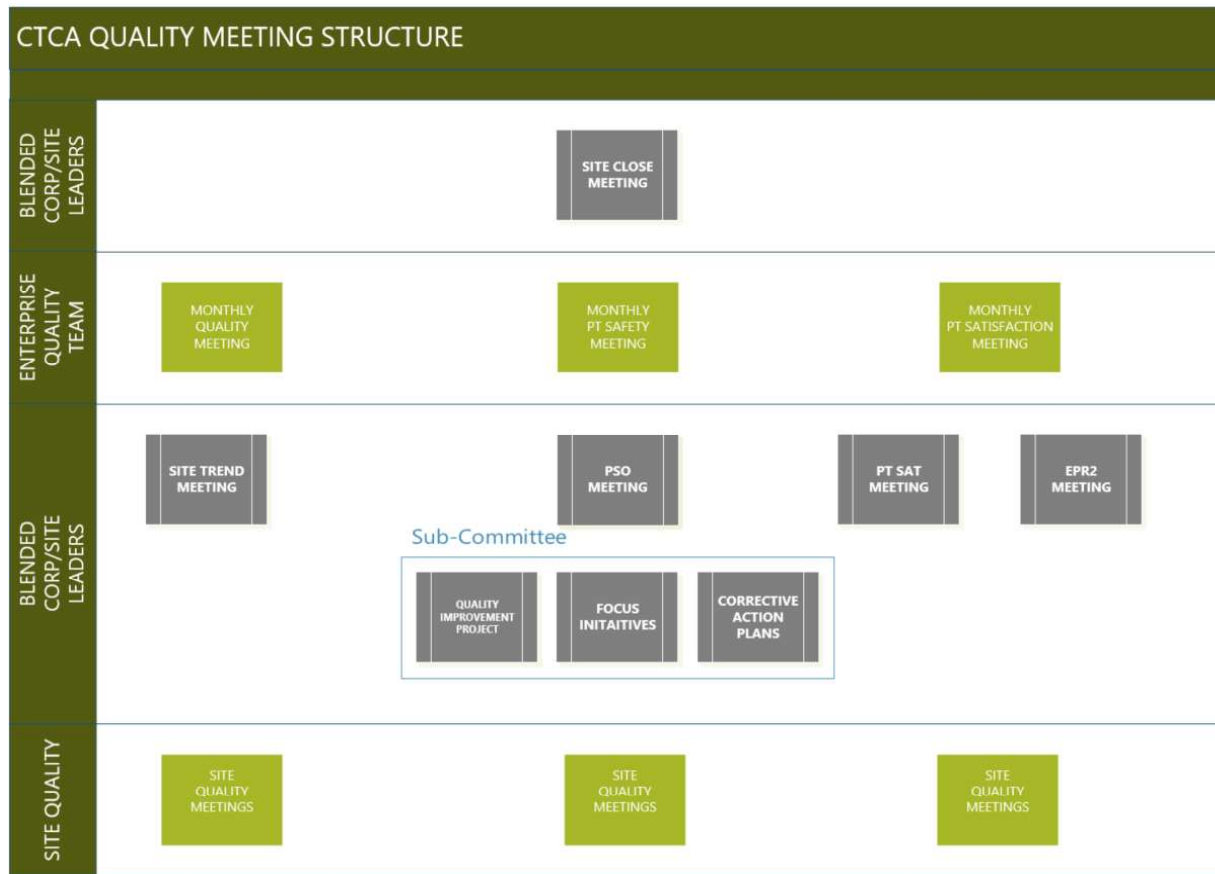 CTCA QUALITY MEETING STRUCTURE
BLENDED
CORP/SITE
LEADERS
SITE CLOSE
MEETING
ENTERPRISE
QUALITY
TEAM
MONTHLY
QUALITY
MEETING
MONTHLY
PT SAFETY
MEETING
MONTHLY
PT SATISFACTION
MEETING
BLENDED
CORP/SITE
LEADERS
SITE TREND
MEETING
PSO
MEETING
PT SAT
MEETING
EPR2
MEETING
Sub-Committee
QUALITY
IMPROVEMENT
PROJECT
FOCUS
INITAITIVES
CORRECTIVE
ACTION
PLANS
SITE QUALITY
SITE
QUALITY
MEETINGS
SITE
QUALITY
MEETINGS
SITE
QUALITY
MEETINGS